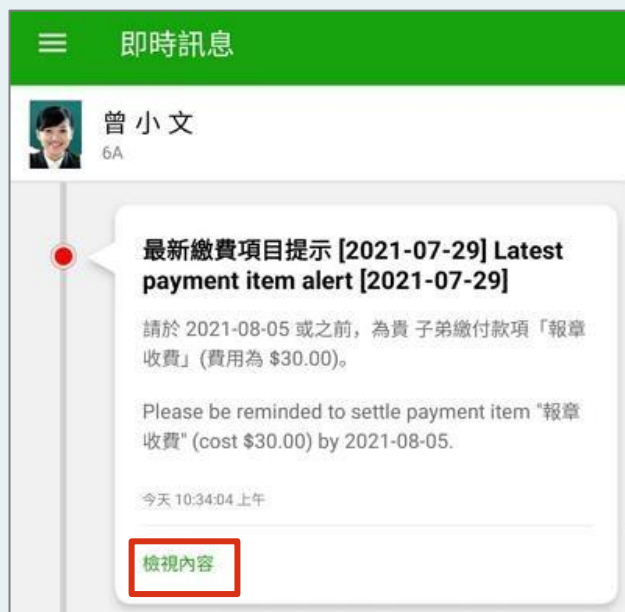 即時訊息
曾小文
6A
最新繳費項目提示 [2021-07-29] Latest
payment item alert [2021-07-29]
請於 2021-08-05 或之前，為貴 子弟繳付款項「報章
收費」(費用為 $30.00)。
Please be reminded to settle payment item "報章
收費" (cost $30.00) by 2021-08-05.
今天 10:34:04 上午
檢視內容